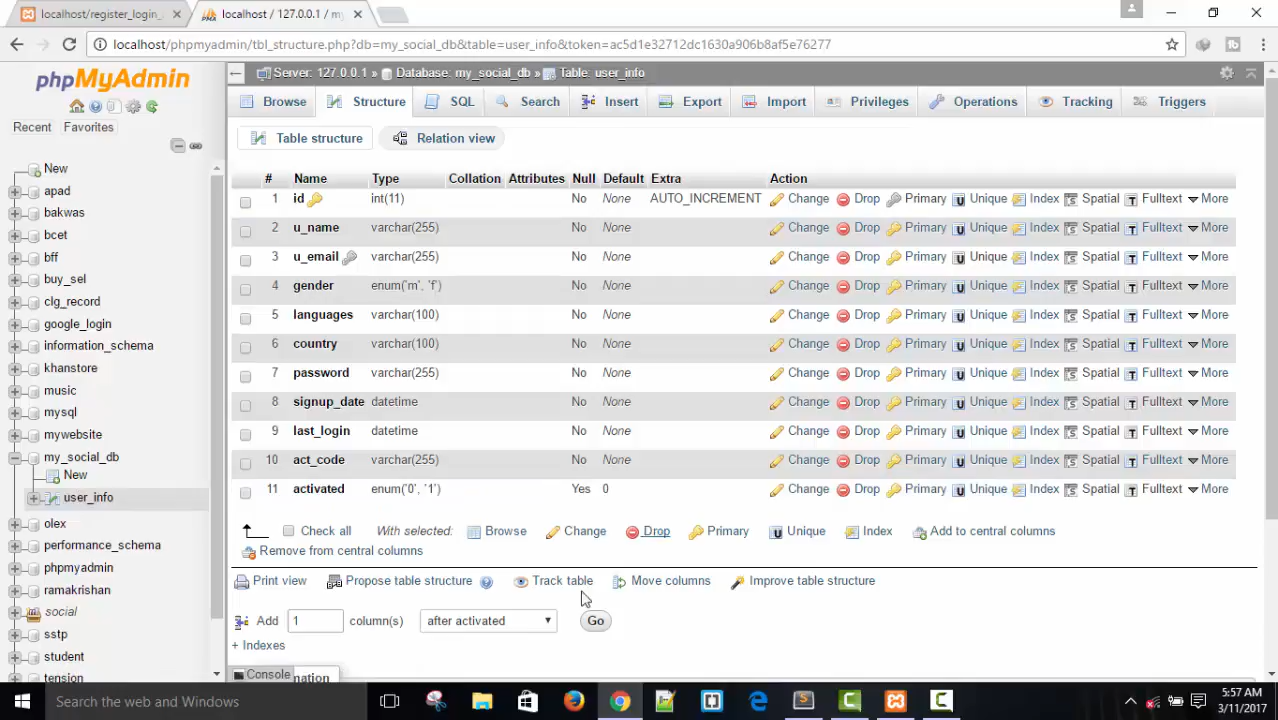 localhost/register_login_
localhost / 127.0.0.1 / my
localhost/phpmyadmin/tbl_structure.php?db=my_social_db&table=user_info&token=ac5d1e32712dc1630a906b8af5e76277
phpMyAdmin
Recent Favorites
New
apad
bakwas
bcet
bff
buy_sel
clg_record
google_login
information_schema
khanstore
music
mysql
mywebsite
my_social_db
New
user_info
olex
performance_schema
phpmyadmin
ramakrishan
social
sstp
student
tension
Server: 127.0.0.1 » Database: my_social_db » Table: user_info
Browse Structure SQL Search Insert Export Import Privileges Operations Tracking Triggers
Table structure Relation view
# Name Type Collation Attributes Null Default Extra Action
1 id int(11) No None AUTO_INCREMENT Change Drop Primary Unique Index Spatial Fulltext More
2 u_name varchar(255) No None Change Drop Primary Unique Index Spatial Fulltext More
3 u_email varchar(255) No None Change Drop Primary Unique Index Spatial Fulltext More
4 gender enum('m', 'f') No None Change Drop Primary Unique Index Spatial Fulltext More
5 languages varchar(100) No None Change Drop Primary Unique Index Spatial Fulltext More
6 country varchar(100) No None Change Drop Primary Unique Index Spatial Fulltext More
7 password varchar(255) No None Change Drop Primary Unique Index Spatial Fulltext More
8 signup_date datetime No None Change Drop Primary Unique Index Spatial Fulltext More
9 last_login datetime No None Change Drop Primary Unique Index Spatial Fulltext More
10 act_code varchar(255) No None Change Drop Primary Unique Index Spatial Fulltext More
11 activated enum('0', '1') Yes 0 Change Drop Primary Unique Index Spatial Fulltext More
Check all With selected: Browse Change Drop Primary Unique Index Add to central columns
Remove from central columns
Print view Propose table structure Track table Move columns Improve table structure
Add 1 column(s) after activated Go
+ Indexes
Console
mation
Search the web and Windows
5:57 AM
3/11/2017